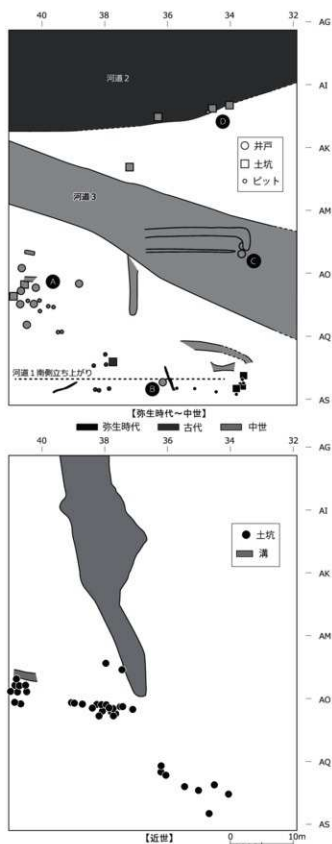 40 38 36 34 32
AG
河道2
AI
D
AK
井戸
土坑
ピット
河道3
AM
C
A
AO
AQ
河道1南側立ち上がり
B
AS
【弥生時代~中世】
弥生時代 古代 中世
40 38 36 34 32
AG
土坑
溝
AI
AK
AM
AO
AQ
AS
【近世】
0 10m